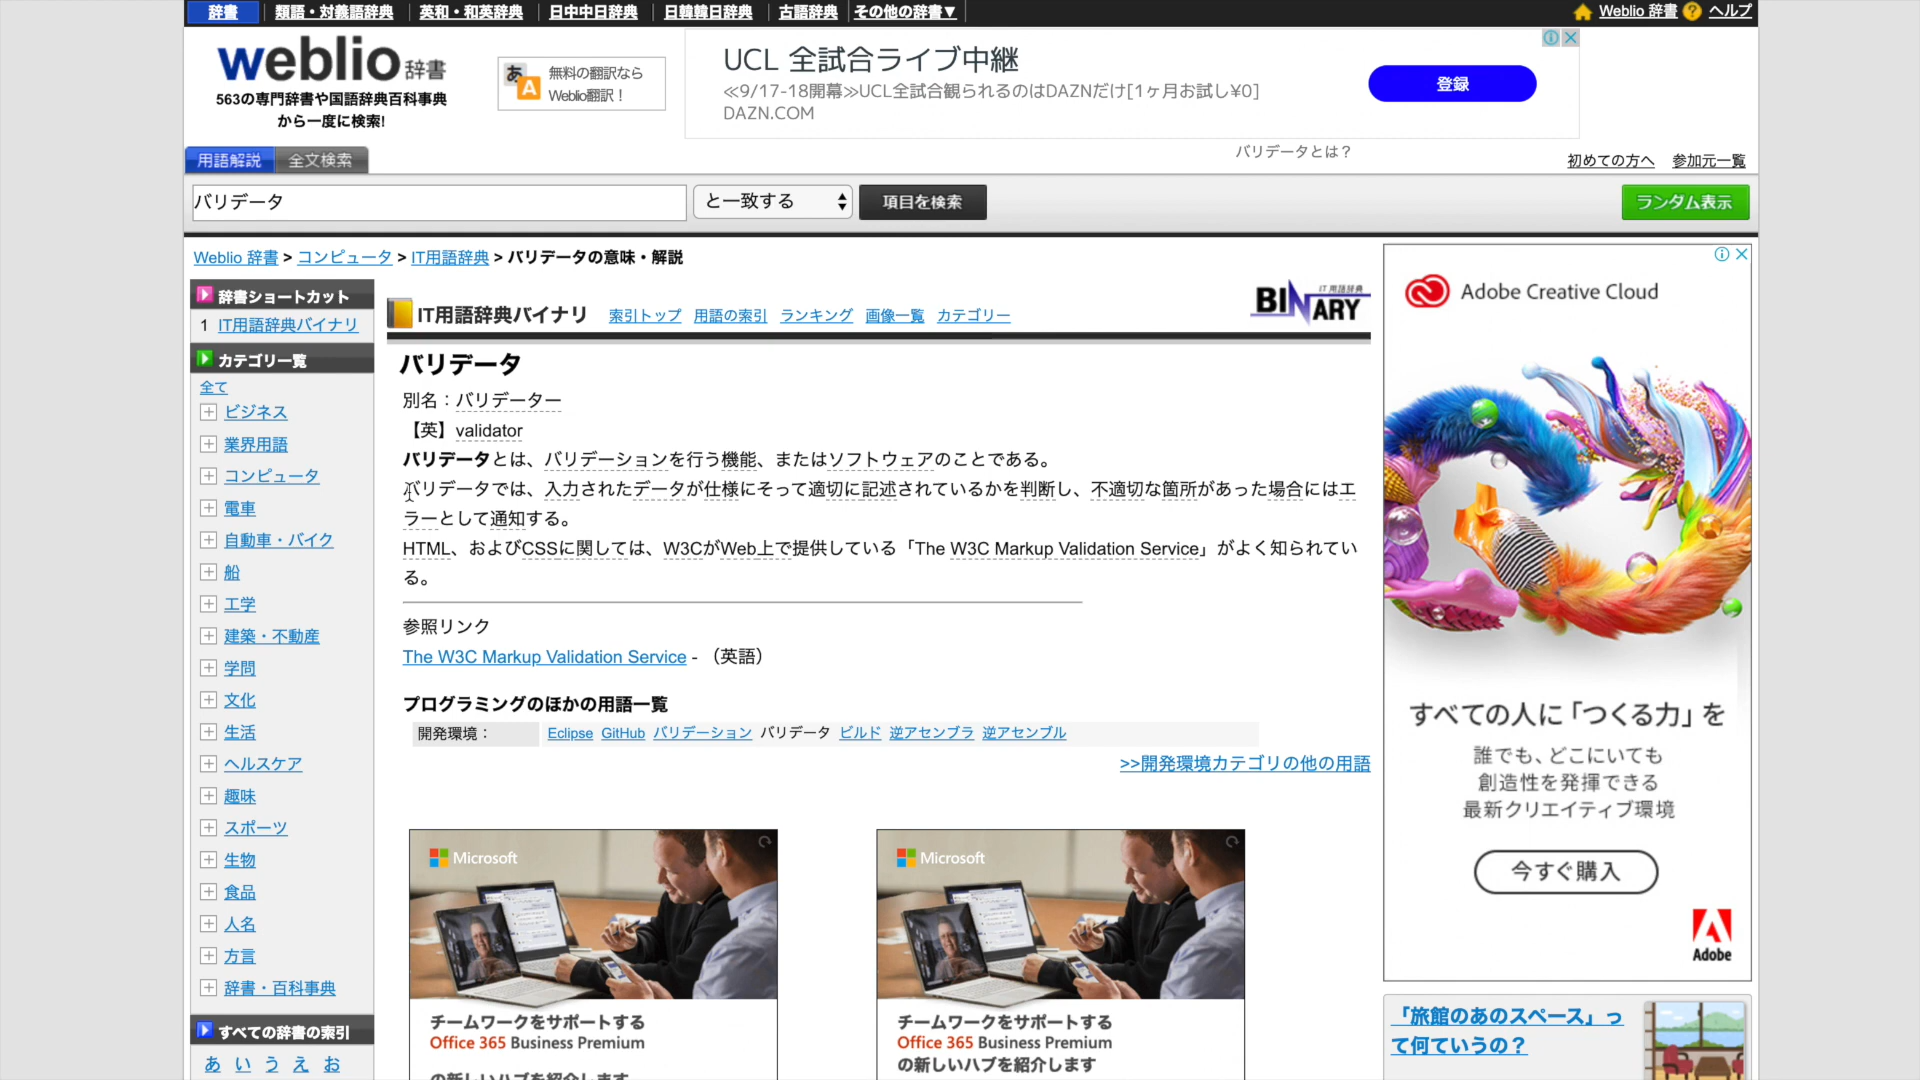 辞書 類語・対義語辞典 英和・和英辞典 日中中日辞典 日韓韓日辞典 古語辞典 その他の辞書▼ Weblio 辞書 ? ヘルプ
weblio 辞書
563の専門辞書や国語辞典百科事典
から一度に検索!
あ A 無料の翻訳なら
Weblio翻訳！
UCL 全試合ライブ中継
≪9/17-18開幕≫UCL全試合観られるのはDAZNだけ[1ヶ月お試し¥0]
DAZN.COM
登録
バリデータとは？
用語解説 全文検索
初めての方へ 参加元一覧
バリデータ と一致する 項目を検索 ランダム表示
Weblio 辞書 > コンピュータ > IT用語辞典 > バリデータの意味・解説
辞書ショートカット
1 IT用語辞典バイナリ
カテゴリ一覧
全て
ビジネス
業界用語
コンピュータ
電車
自動車・バイク
船
工学
建築・不動産
学問
文化
生活
ヘルスケア
趣味
スポーツ
生物
食品
人名
方言
辞書・百科事典
すべての辞書の索引
あ い う え お
IT用語辞典バイナリ 索引トップ 用語の索引 ランキング 画像一覧 カテゴリー
IT用語辞典
BINARY
バリデータ
別名：バリデーター
【英】validator
バリデータとは、バリデーションを行う機能、またはソフトウェアのことである。
バリデータでは、入力されたデータが仕様にそって適切に記述されているかを判断し、不適切な箇所があった場合にはエ
ラーとして通知する。
HTML、およびCSSに関しては、W3CがWeb上で提供している「The W3C Markup Validation Service」がよく知られてい
る。
参照リンク
The W3C Markup Validation Service - （英語）
プログラミングのほかの用語一覧
開発環境： Eclipse GitHub バリデーション バリデータ ビルド 逆アセンブラ 逆アセンブル
>>開発環境カテゴリの他の用語
Microsoft
チームワークをサポートする
Office 365 Business Premium
の新しいハブを紹介します
Microsoft
チームワークをサポートする
Office 365 Business Premium
の新しいハブを紹介します
Adobe Creative Cloud
すべての人に「つくる力」を
誰でも、どこにいても
創造性を発揮できる
最新クリエイティブ環境
今すぐ購入
Adobe
「旅館のあのスペース」っ
て何ていうの？